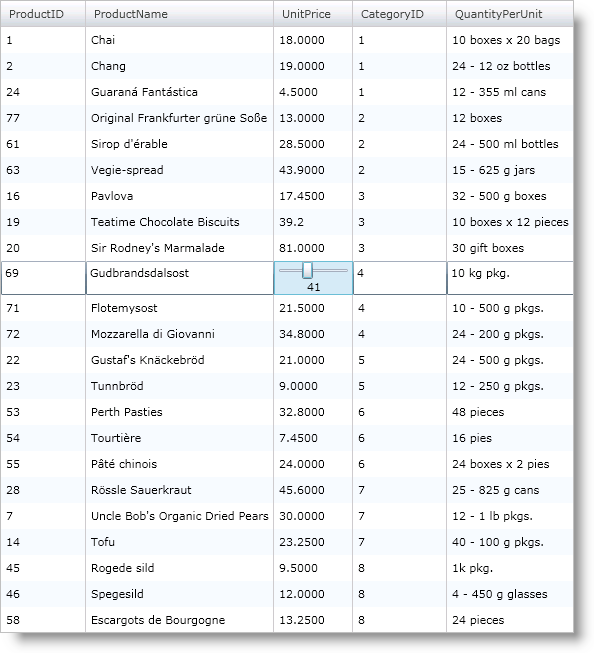 ProductID ProductName UnitPrice CategoryID QuantityPerUnit
1 Chai 18.0000 1 10 boxes x 20 bags
2 Chang 19.0000 1 24 - 12 oz bottles
24 Guaraná Fantástica 4.5000 1 12 - 355 ml cans
77 Original Frankfurter grüne Soße 13.0000 2 12 boxes
61 Sirop d'érable 28.5000 2 24 - 500 ml bottles
63 Vegie-spread 43.9000 2 15 - 625 g jars
16 Pavlova 17.4500 3 32 - 500 g boxes
19 Teatime Chocolate Biscuits 39.2 3 10 boxes x 12 pieces
20 Sir Rodney's Marmalade 81.0000 3 30 gift boxes
69 Gudbrandsdalsost 41 4 10 kg pkg.
71 Flotemysost 21.5000 4 10 - 500 g pkgs.
72 Mozzarella di Giovanni 34.8000 4 24 - 200 g pkgs.
22 Gustaf's Knäckebröd 21.0000 5 24 - 500 g pkgs.
23 Tunnbröd 9.0000 5 12 - 250 g pkgs.
53 Perth Pasties 32.8000 6 48 pieces
54 Tourtière 7.4500 6 16 pies
55 Pâté chinois 24.0000 6 24 boxes x 2 pies
28 Rössle Sauerkraut 45.6000 7 25 - 825 g cans
7 Uncle Bob's Organic Dried Pears 30.0000 7 12 - 1 lb pkgs.
14 Tofu 23.2500 7 40 - 100 g pkgs.
45 Rogede sild 9.5000 8 1k pkg.
46 Spegesild 12.0000 8 4 - 450 g glasses
58 Escargots de Bourgogne 13.2500 8 24 pieces